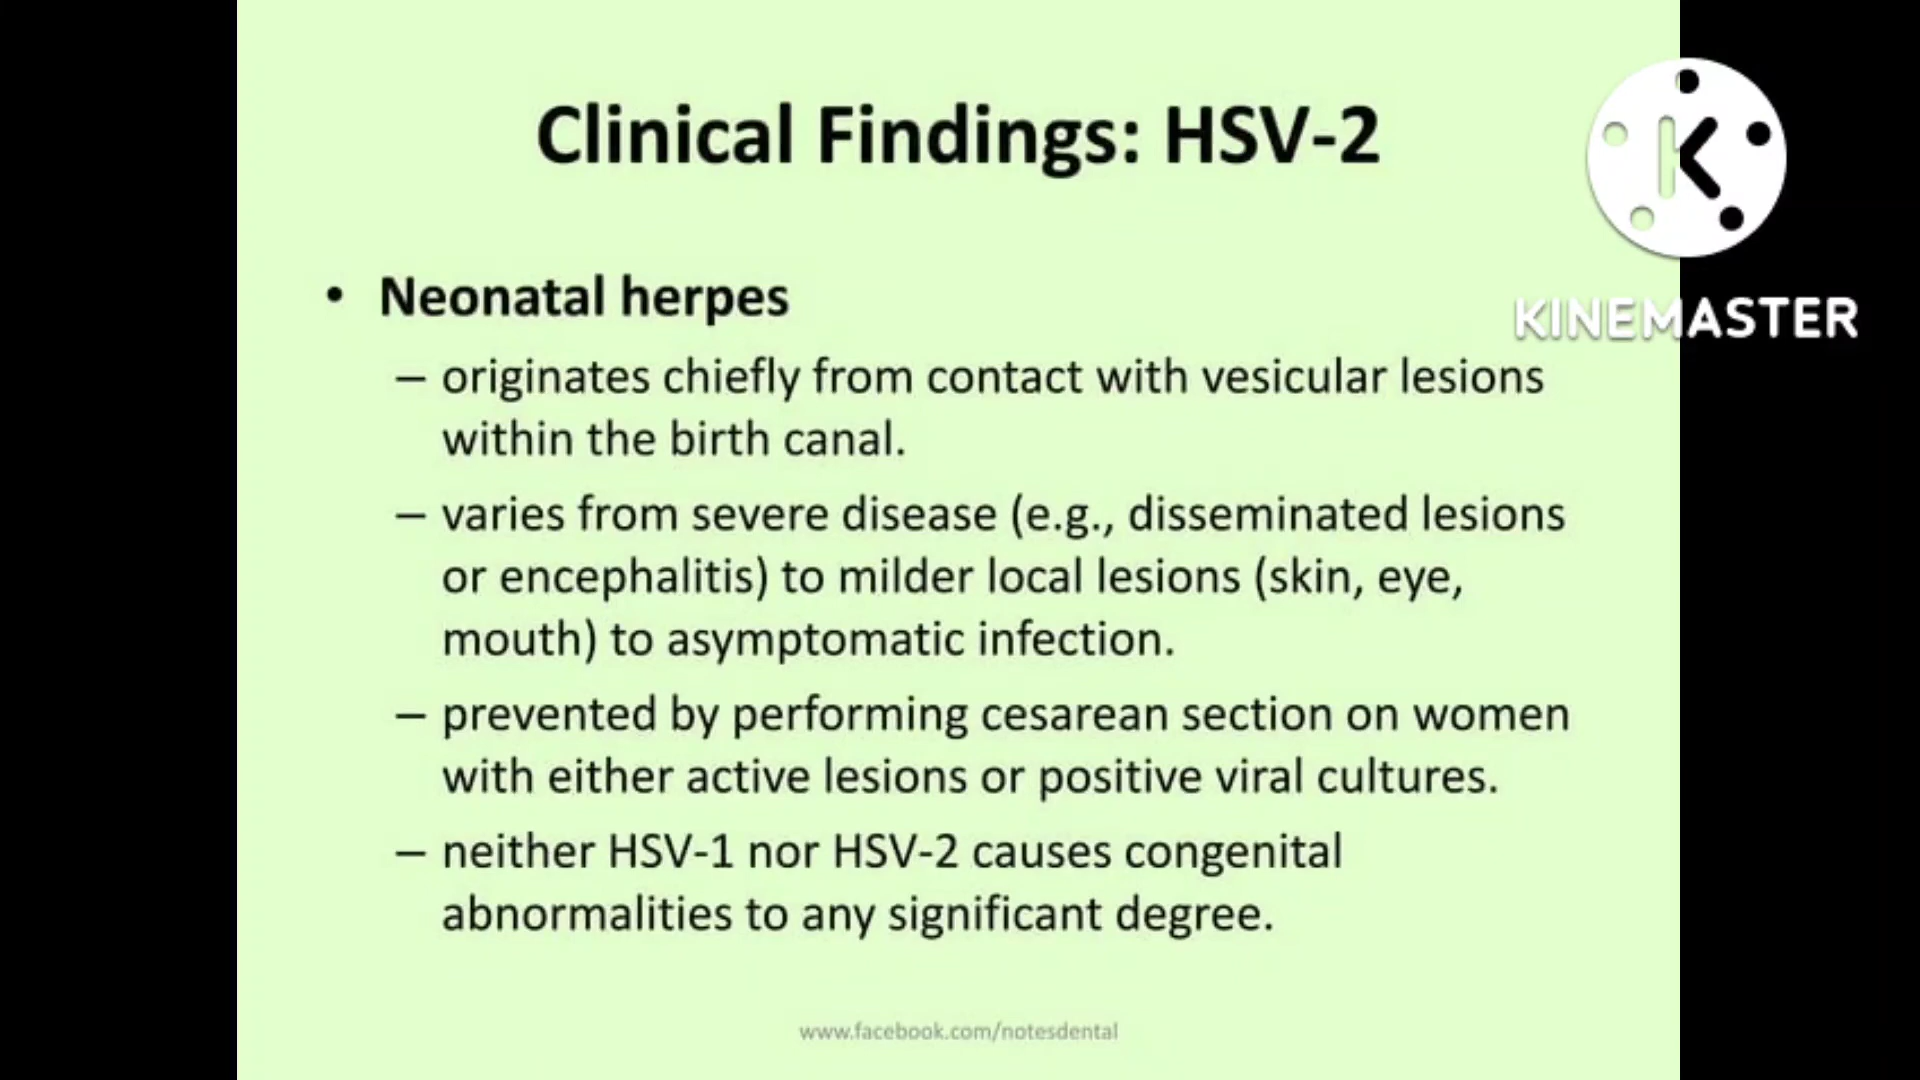 Clinical Findings: HSV-2
K
KINEMASTER
• Neonatal herpes
– originates chiefly from contact with vesicular lesions
within the birth canal.
– varies from severe disease (e.g., disseminated lesions
or encephalitis) to milder local lesions (skin, eye,
mouth) to asymptomatic infection.
– prevented by performing cesarean section on women
with either active lesions or positive viral cultures.
– neither HSV-1 nor HSV-2 causes congenital
abnormalities to any significant degree.
www.facebook.com/notesdental